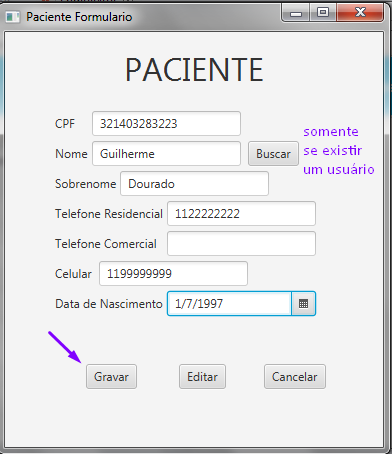 Paciente Formulario
PACIENTE
CPF 321403283223
Nome Guilherme Buscar
somente
se existir
um usuário
Sobrenome Dourado
Telefone Residencial 1122222222
Telefone Comercial
Celular 1199999999
Data de Nascimento 1/7/1997
Gravar Editar Cancelar